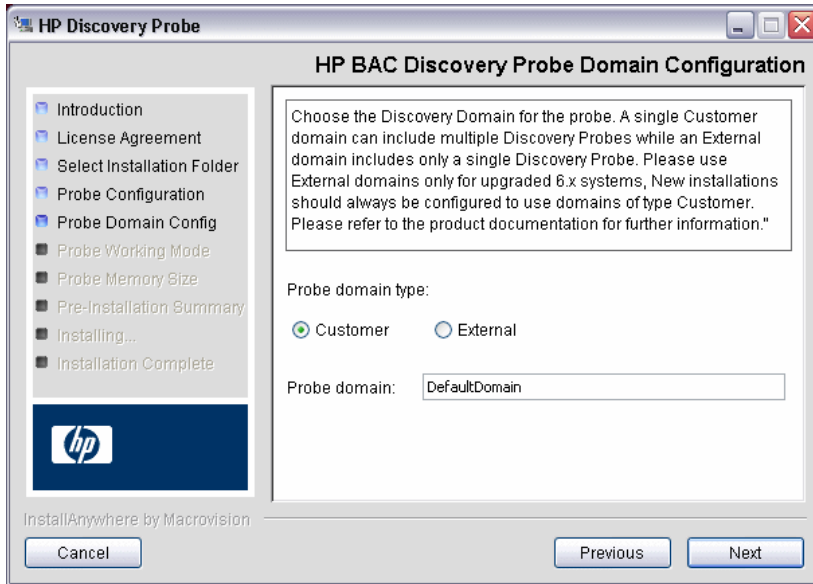 HP Discovery Probe
HP BAC Discovery Probe Domain Configuration
Introduction
License Agreement
Select Installation Folder
Probe Configuration
Probe Domain Config
Probe Working Mode
Probe Memory Size
Pre-Installation Summary
Installing...
Installation Complete
hp
Choose the Discovery Domain for the probe. A single Customer
domain can include multiple Discovery Probes while an External
domain includes only a single Discovery Probe. Please use
External domains only for upgraded 6.x systems, New installations
should always be configured to use domains of type Customer.
Please refer to the product documentation for further information."
Probe domain type:
Customer External
Probe domain: DefaultDomain
InstallAnywhere by Macrovision
Cancel Previous Next